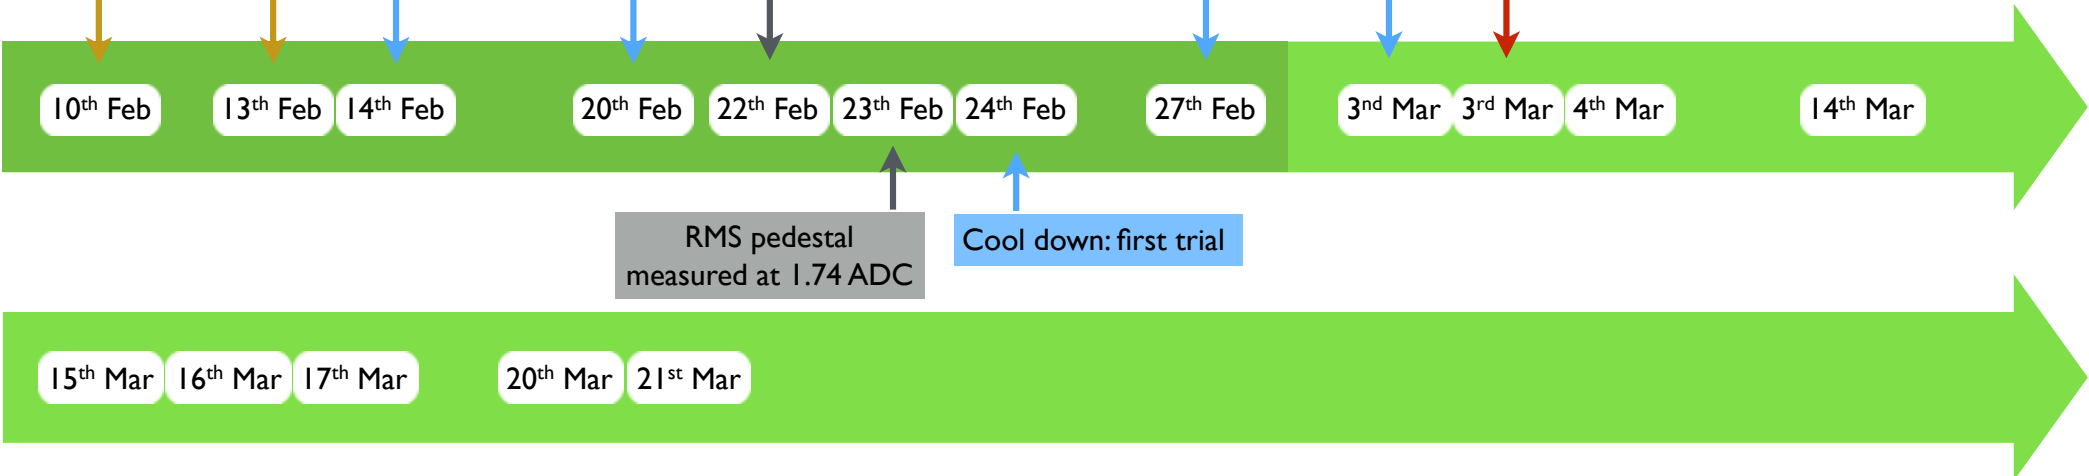 10th Feb 13th Feb 14th Feb 20th Feb 22th Feb 23th Feb 24th Feb 27th Feb 3nd Mar 3rd Mar 4th Mar 14th Mar
RMS pedestal
measured at 1.74 ADC
Cool down: first trial
15th Mar 16th Mar 17th Mar 20th Mar 21st Mar